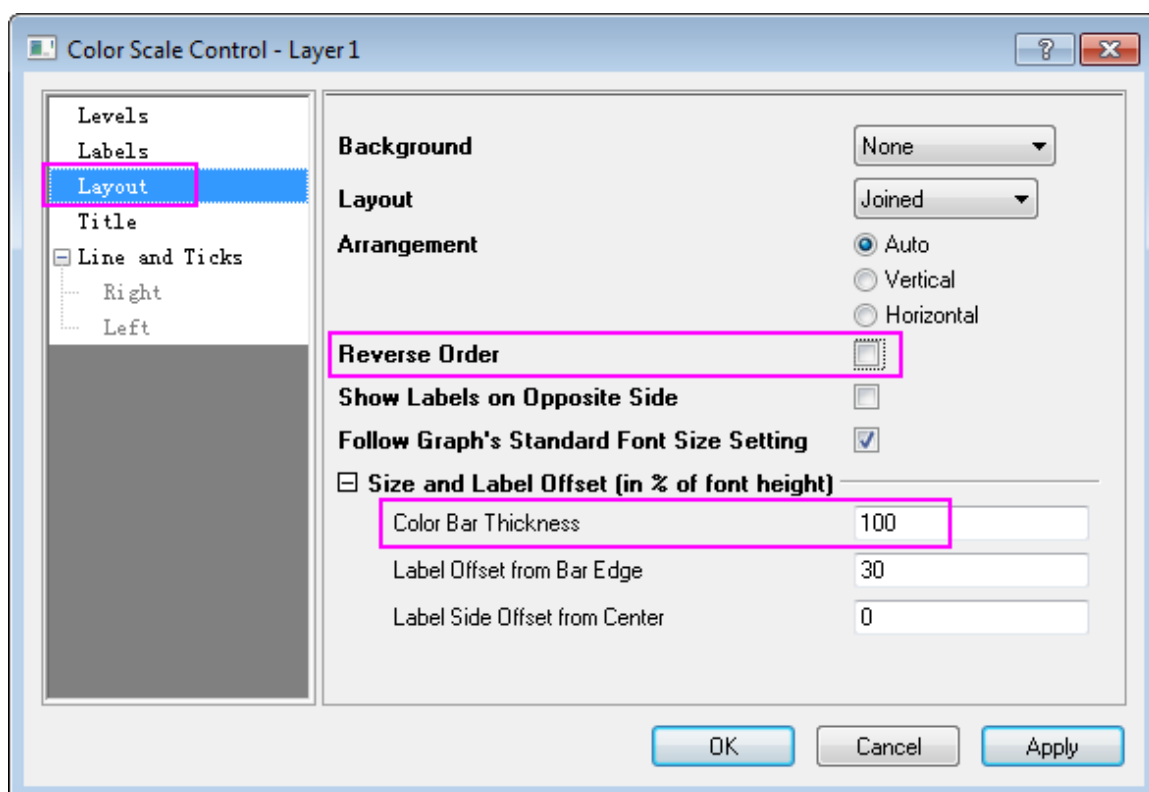 Color Scale Control - Layer 1
Levels
Labels
Layout
Title
Line and Ticks
Right
Left
Background
None
Layout
Joined
Arrangement
Auto
Vertical
Horizontal
Reverse Order
Show Labels on Opposite Side
Follow Graph's Standard Font Size Setting
Size and Label Offset (in % of font height)
Color Bar Thickness
100
Label Offset from Bar Edge
30
Label Side Offset from Center
0
OK
Cancel
Apply